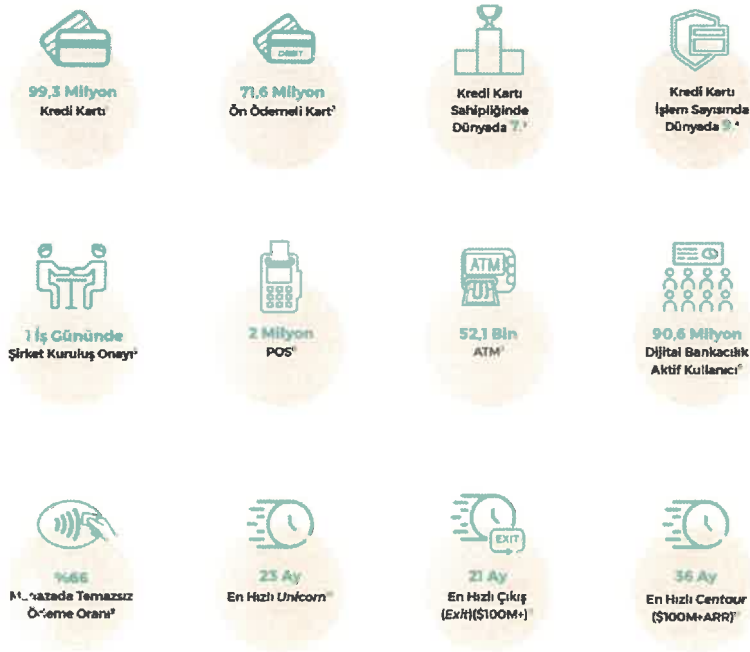 99,3 Milyon
Kredi Kartı
DEBIT
71,6 Milyon
Ön Ödemeli Kart
Kredi Kartı
Sahipliğinde
Dünyada 7.
Kredi Kartı
İşlem Sayısında
Dünyada 9.
1 İş Gününde
Şirket Kuruluş Onayı
2 Milyon
POS
ATM
52,1 Bin
ATM
90,6 Milyon
Dijital Bankacılık
Aktif Kullanıcı
%66
Temazsız
Ödeme Oranı
23 Ay
En Hızlı Unicorn
EXIT
21 Ay
En Hızlı Çıkış
(Exit)($100M+)
36 Ay
En Hızlı Centaur
($100M+ARR)